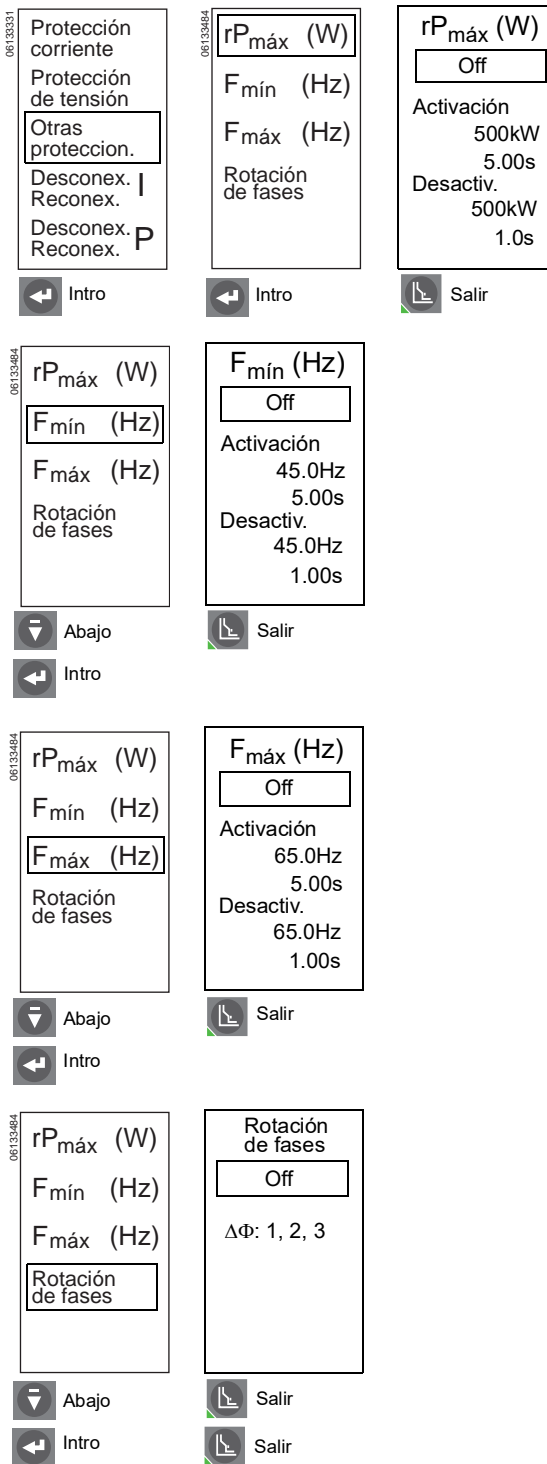 06133331
Protección
corriente
Protección
de tensión
Otras
proteccion.
Desconex. I
Reconex.
Desconex. P
Reconex.
Intro
06133484
rPmáx (W)
Fmín (Hz)
Fmáx (Hz)
Rotación
de fases
Intro
rPmáx (W)
Off
Activación
500kW
5.00s
Desactiv.
500kW
1.0s
Salir
06133484
rPmáx (W)
Fmín (Hz)
Fmáx (Hz)
Rotación
de fases
Abajo
Intro
Fmín (Hz)
Off
Activación
45.0Hz
5.00s
Desactiv.
45.0Hz
1.00s
Salir
06133484
rPmáx (W)
Fmín (Hz)
Fmáx (Hz)
Rotación
de fases
Abajo
Intro
Fmáx (Hz)
Off
Activación
65.0Hz
5.00s
Desactiv.
65.0Hz
1.00s
Salir
06133484
rPmáx (W)
Fmín (Hz)
Fmáx (Hz)
Rotación
de fases
Abajo
Intro
Rotación
de fases
Off
ΔΦ: 1, 2, 3
Salir
Salir